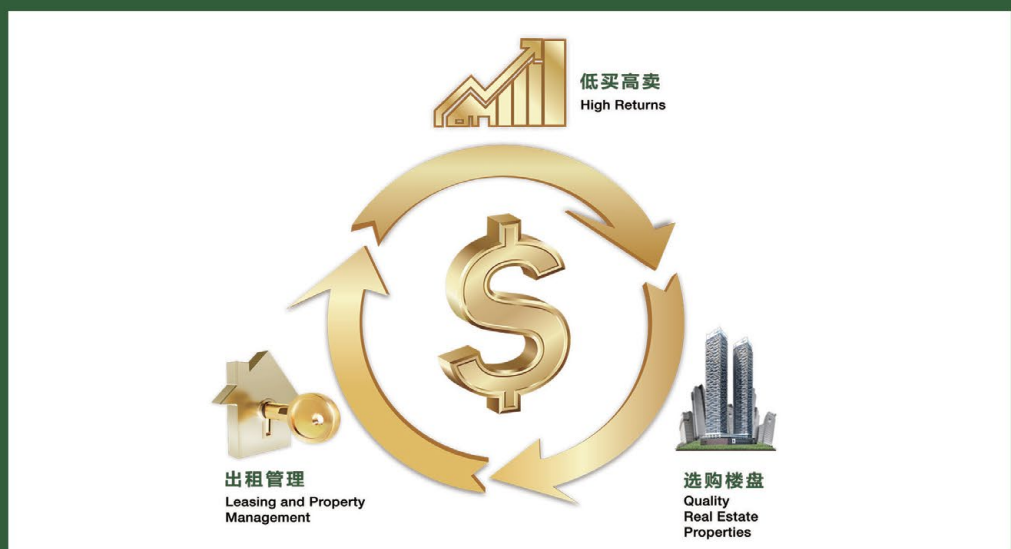 低买高卖
High Returns
出租管理
Leasing and Property
Management
选购楼盘
Quality
Real Estate
Properties